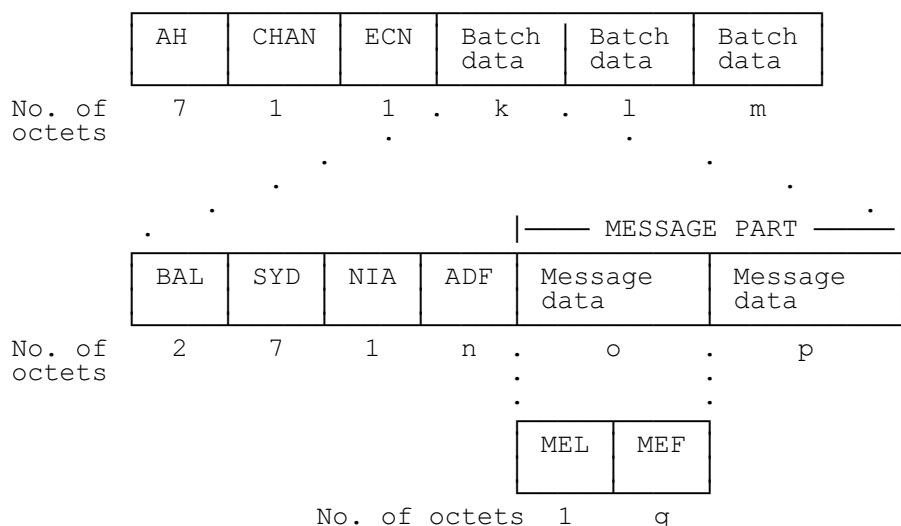 AH CHAN ECN Batch Batch Batch
data data data
No. of 7 1 1 . k . l m
octets
MESSAGE PART
BAL SYD NIA ADF Message Message
data data
No. of 2 7 1 n . o . p
octets
MEL MEF
No. of octets 1 q